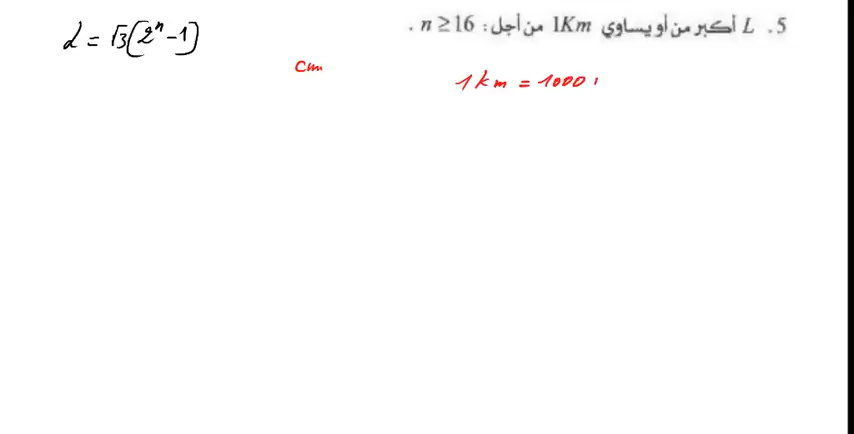 5. L أكبر من أو يساوي 1Km من أجل: n ≥ 16 .
L = √3(2ⁿ - 1)
cm
1 km = 1000